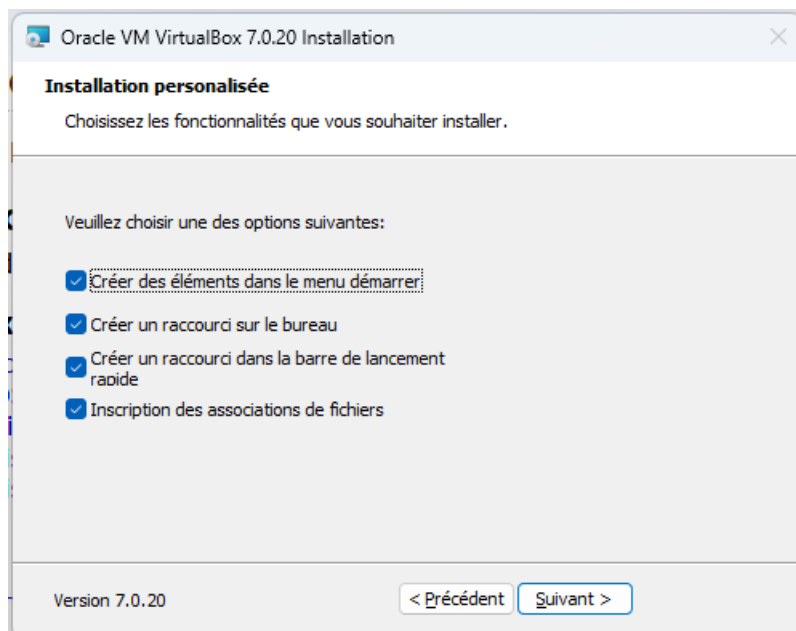 Oracle VM VirtualBox 7.0.20 Installation
Installation personalisée
Choisissez les fonctionnalités que vous souhaiter installer.
Veuillez choisir une des options suivantes:
Créer des éléments dans le menu démarrer
Créer un raccourci sur le bureau
Créer un raccourci dans la barre de lancement
rapide
Inscription des associations de fichiers
Version 7.0.20
< Précédent
Suivant >